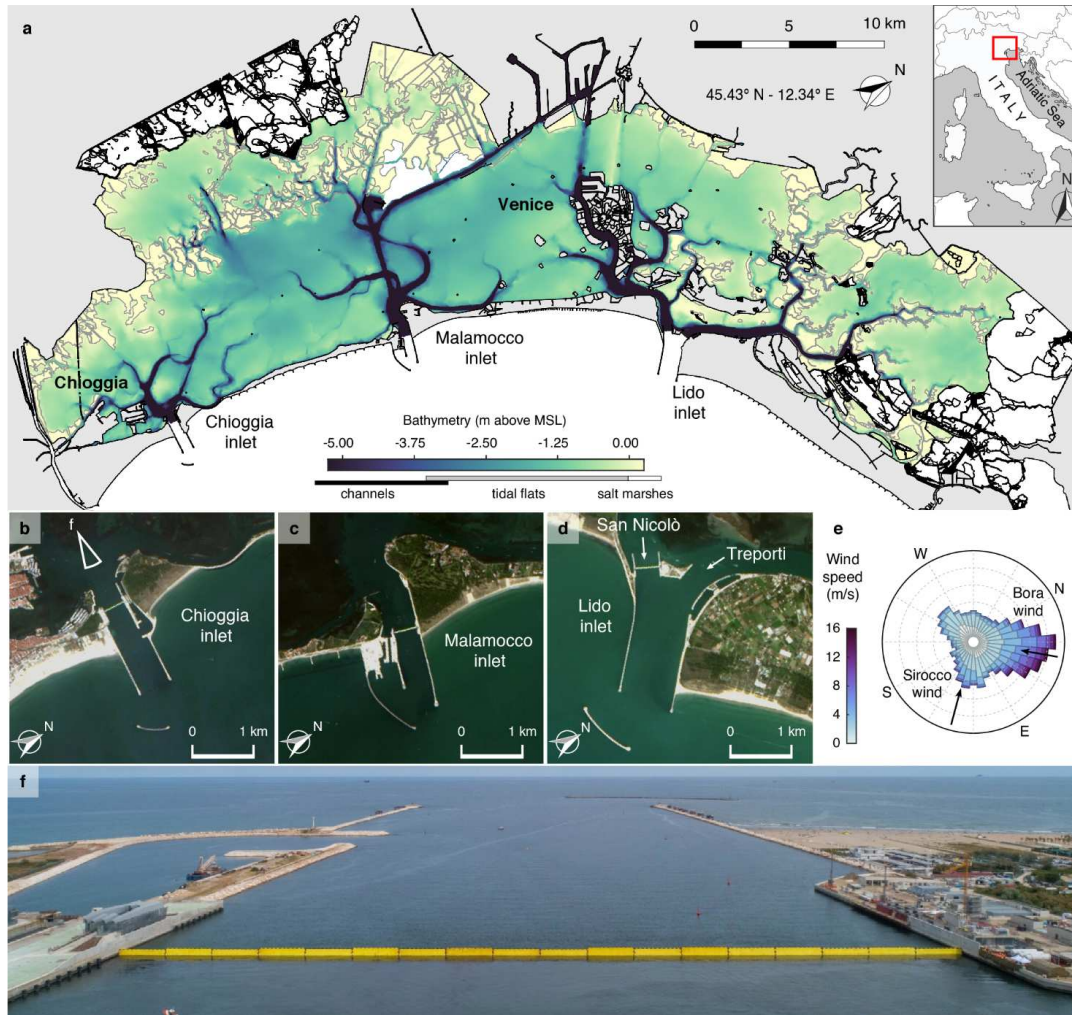 a
0 5 10 km
N
45.43° N - 12.34° E
ITALY
Adriatic Sea
N
Venice
Malamocco
inlet
Chioggia
Chioggia
inlet
Lido
inlet
Bathymetry (m above MSL)
-5.00 -3.75 -2.50 -1.25 0.00
channels tidal flats salt marshes
b
f
Chioggia
inlet
N
0 1 km
c
Malamocco
inlet
N
0 1 km
d
San Nicolò
Treporti
Lido
inlet
N
0 1 km
e
Wind
speed
(m/s)
16
12
8
4
0
W
N
Bora
wind
Sirocco
wind
S
E
f